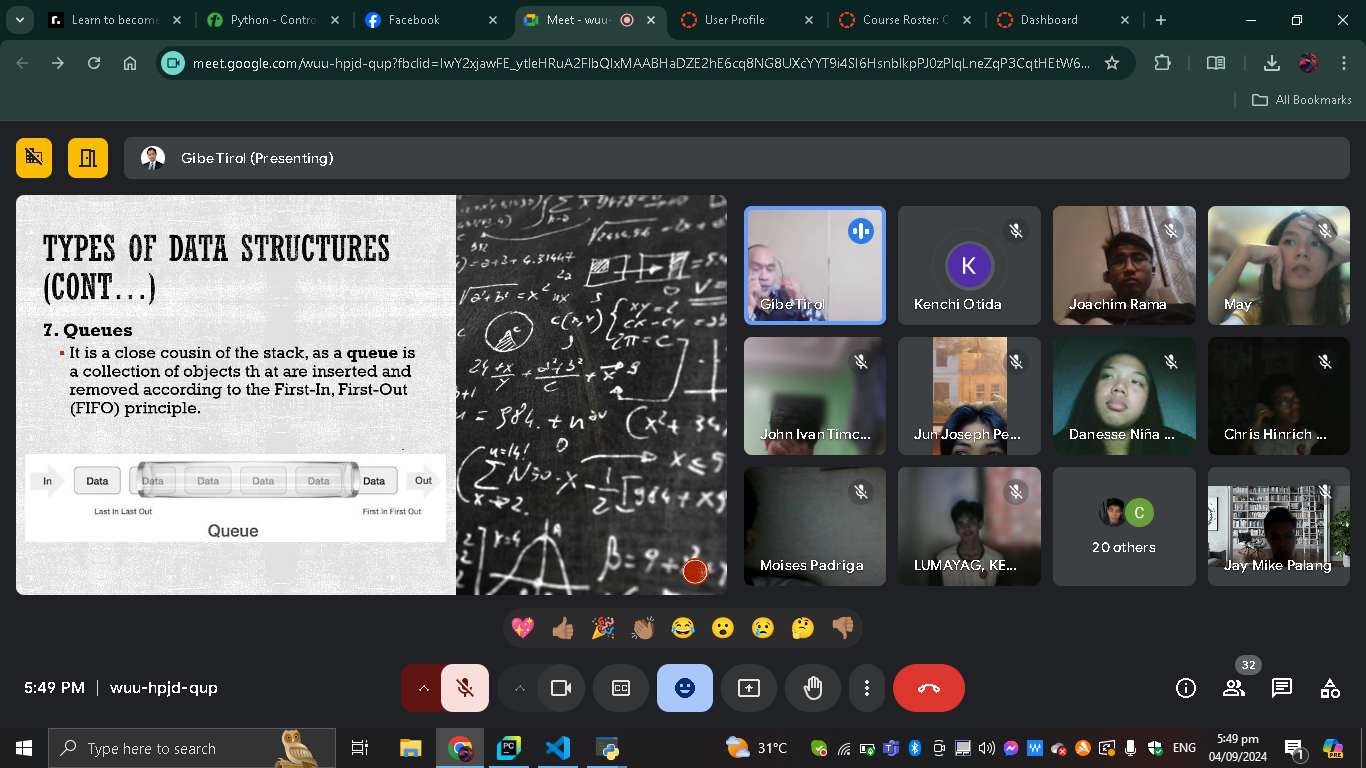 Learn to become
Python - Contro
Facebook
Meet - wuu-
User Profile
Course Roster: C
Dashboard
meet.google.com/wuu-hpjd-qup?fbclid=IwY2xjawFE_ytleHRuA2FlbQIxMAABHaDZE2hE6cq8NG8UXcYYT9i4SI6HsnbIkpPJ0zPlqLneZqP3CqtHEtW6...
All Bookmarks
Gibe Tirol (Presenting)
TYPES OF DATA STRUCTURES
(CONT...)
7. Queues
It is a close cousin of the stack, as a queue is
a collection of objects th at are inserted and
removed according to the First-In, First-Out
(FIFO) principle.
In
Data
Data
Data
Data
Data
Data
Out
Last In Last Out
First In First Out
Queue
Gibe Tirol
K
Kenchi Otida
Joachim Rama
May
John Ivan Timc...
Jun Joseph Pe...
Danesse Niña ...
Chris Hinrich ...
Moises Padriga
LUMAYAG, KE...
C
20 others
Jay Mike Palang
5:49 PM | wuu-hpjd-qup
CC
32
Type here to search
PC
31°C
ENG
5:49 pm
04/09/2024
1
PRE